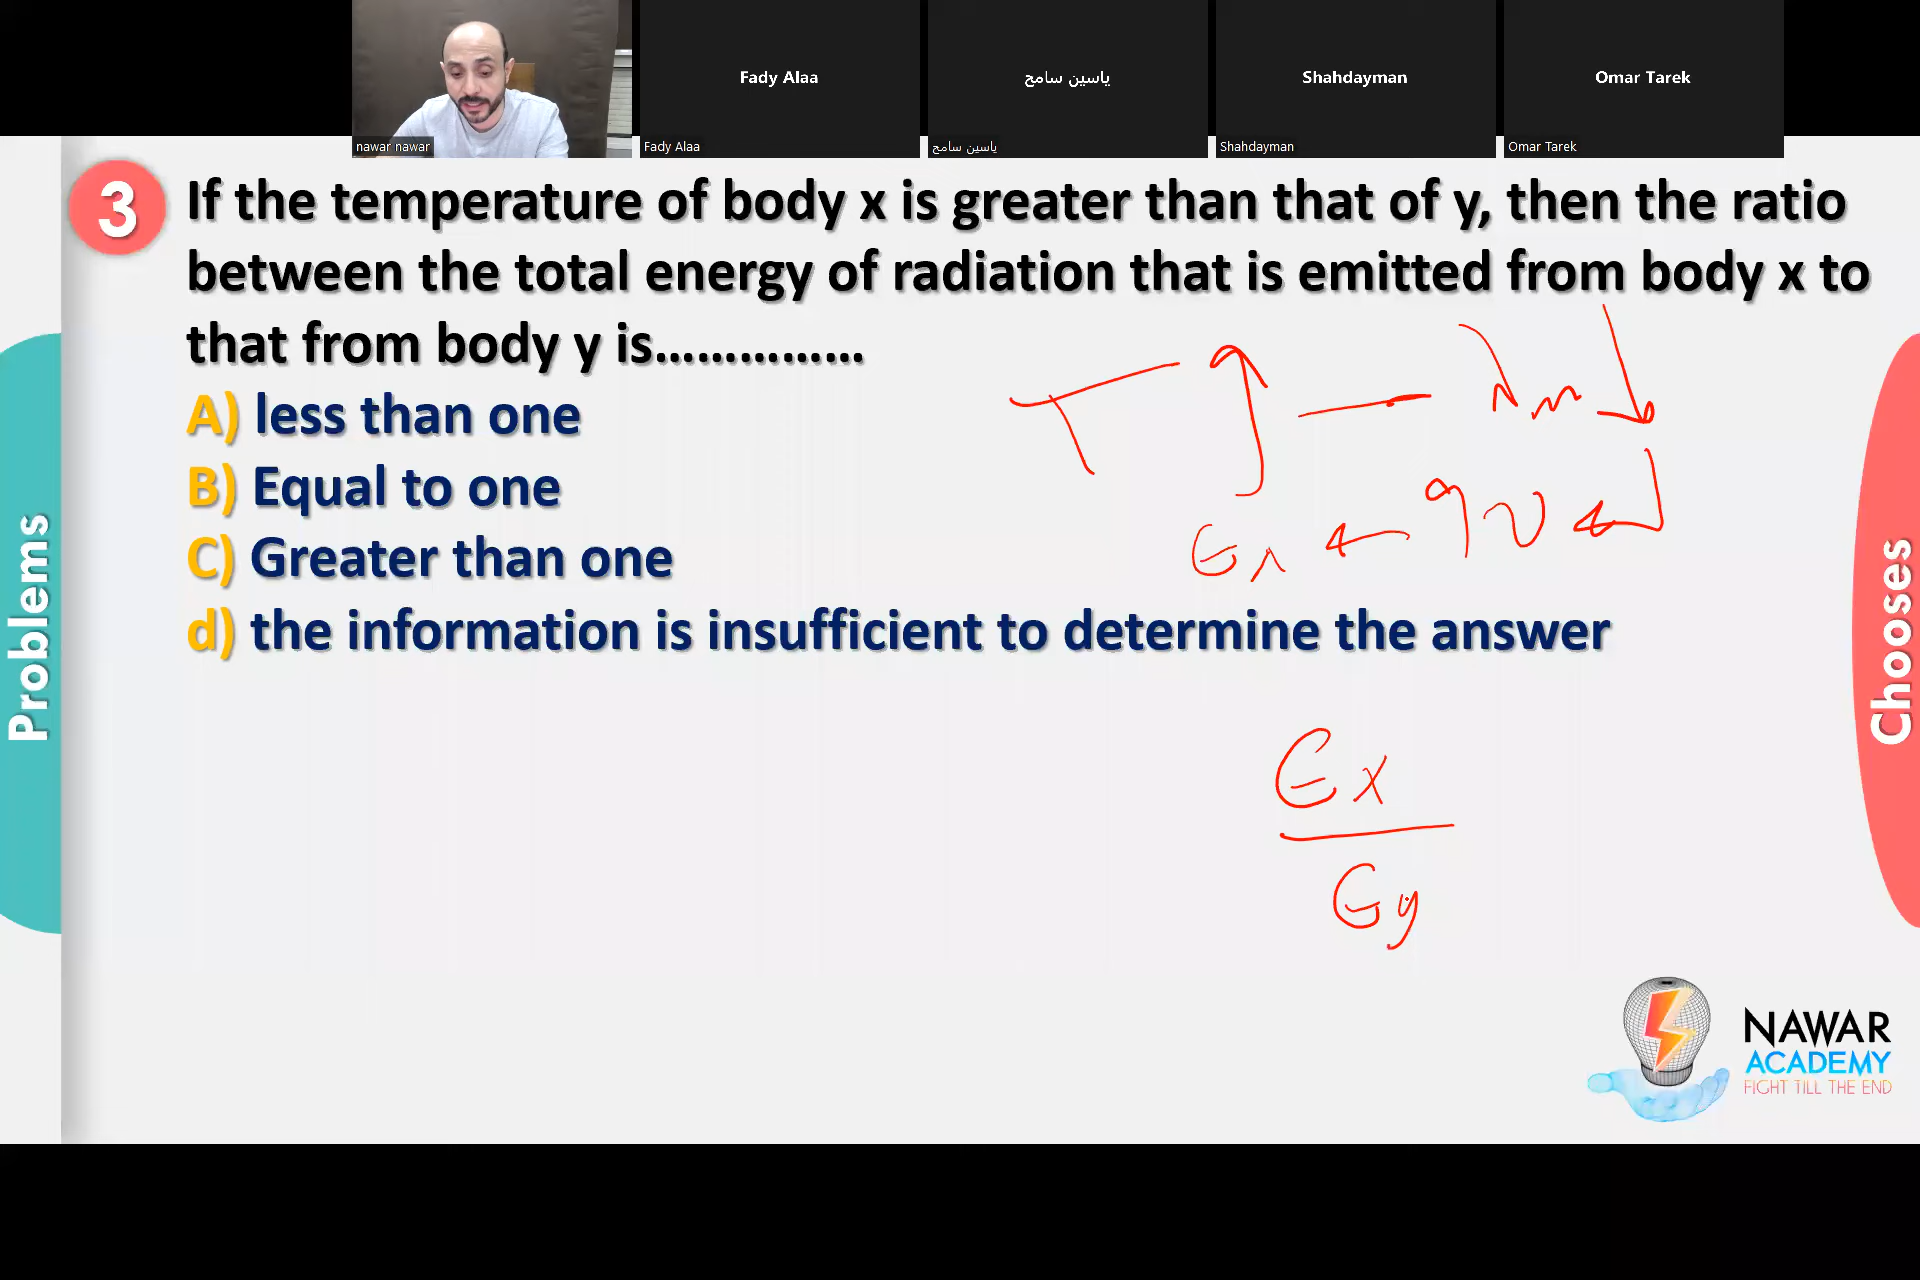 Fady Alaa
ياسين سامح
Shahdayman
Omar Tarek
nawar nawar
Fady Alaa
ياسين سامح
Shahdayman
Omar Tarek
3
If the temperature of body x is greater than that of y, then the ratio
between the total energy of radiation that is emitted from body x to
that from body y is...............
A) less than one
B) Equal to one
C) Greater than one
d) the information is insufficient to determine the answer
T ↑ — λm ↓
E↑ ← ↑ν ←
Ex
Ey
Problems
Chooses
NAWAR
ACADEMY
FIGHT TILL THE END